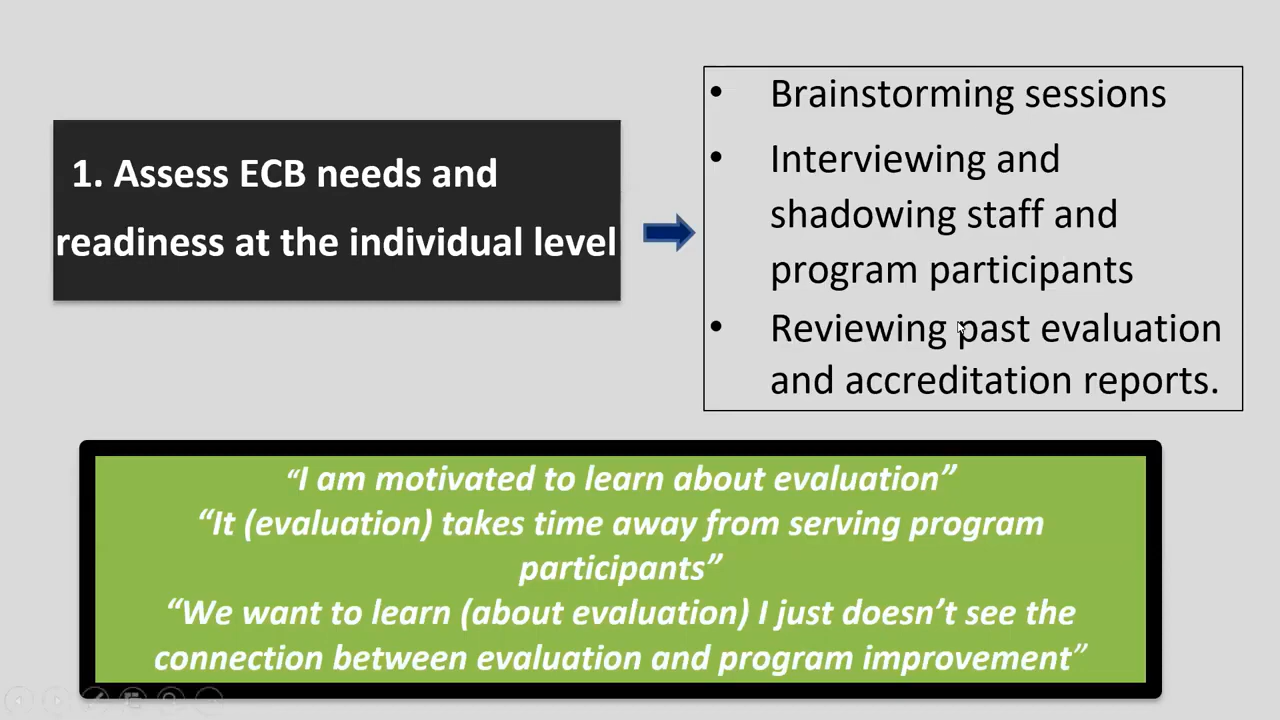 1. Assess ECB needs and
readiness at the individual level
• Brainstorming sessions
• Interviewing and
shadowing staff and
program participants
• Reviewing past evaluation
and accreditation reports.
“I am motivated to learn about evaluation”
“It (evaluation) takes time away from serving program
participants”
“We want to learn (about evaluation) I just doesn’t see the
connection between evaluation and program improvement”